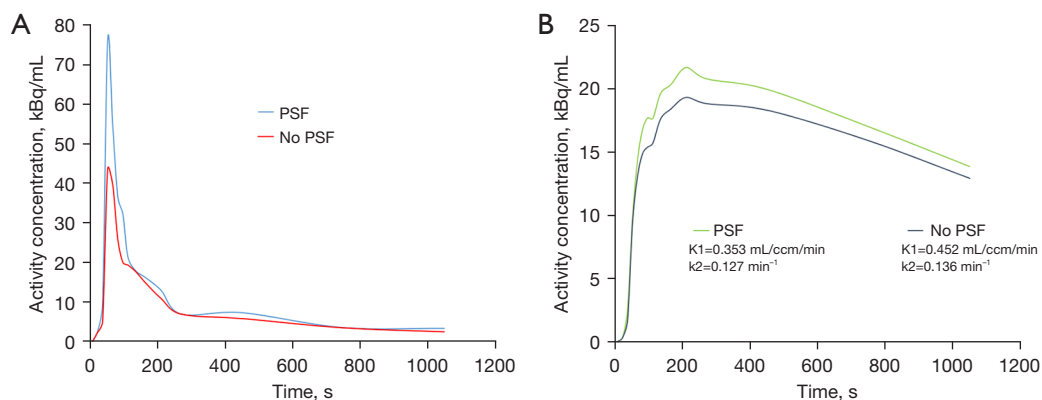 A
Activity concentration, kBq/mL
80
70
60
50
40
30
20
10
0
PSF
No PSF
0 200 400 600 800 1000 1200
Time, s
B
Activity concentration, kBq/mL
25
20
15
10
5
0
PSF
K1=0.353 mL/ccm/min
k2=0.127 min⁻¹
No PSF
K1=0.452 mL/ccm/min
k2=0.136 min⁻¹
0 200 400 600 800 1000 1200
Time, s